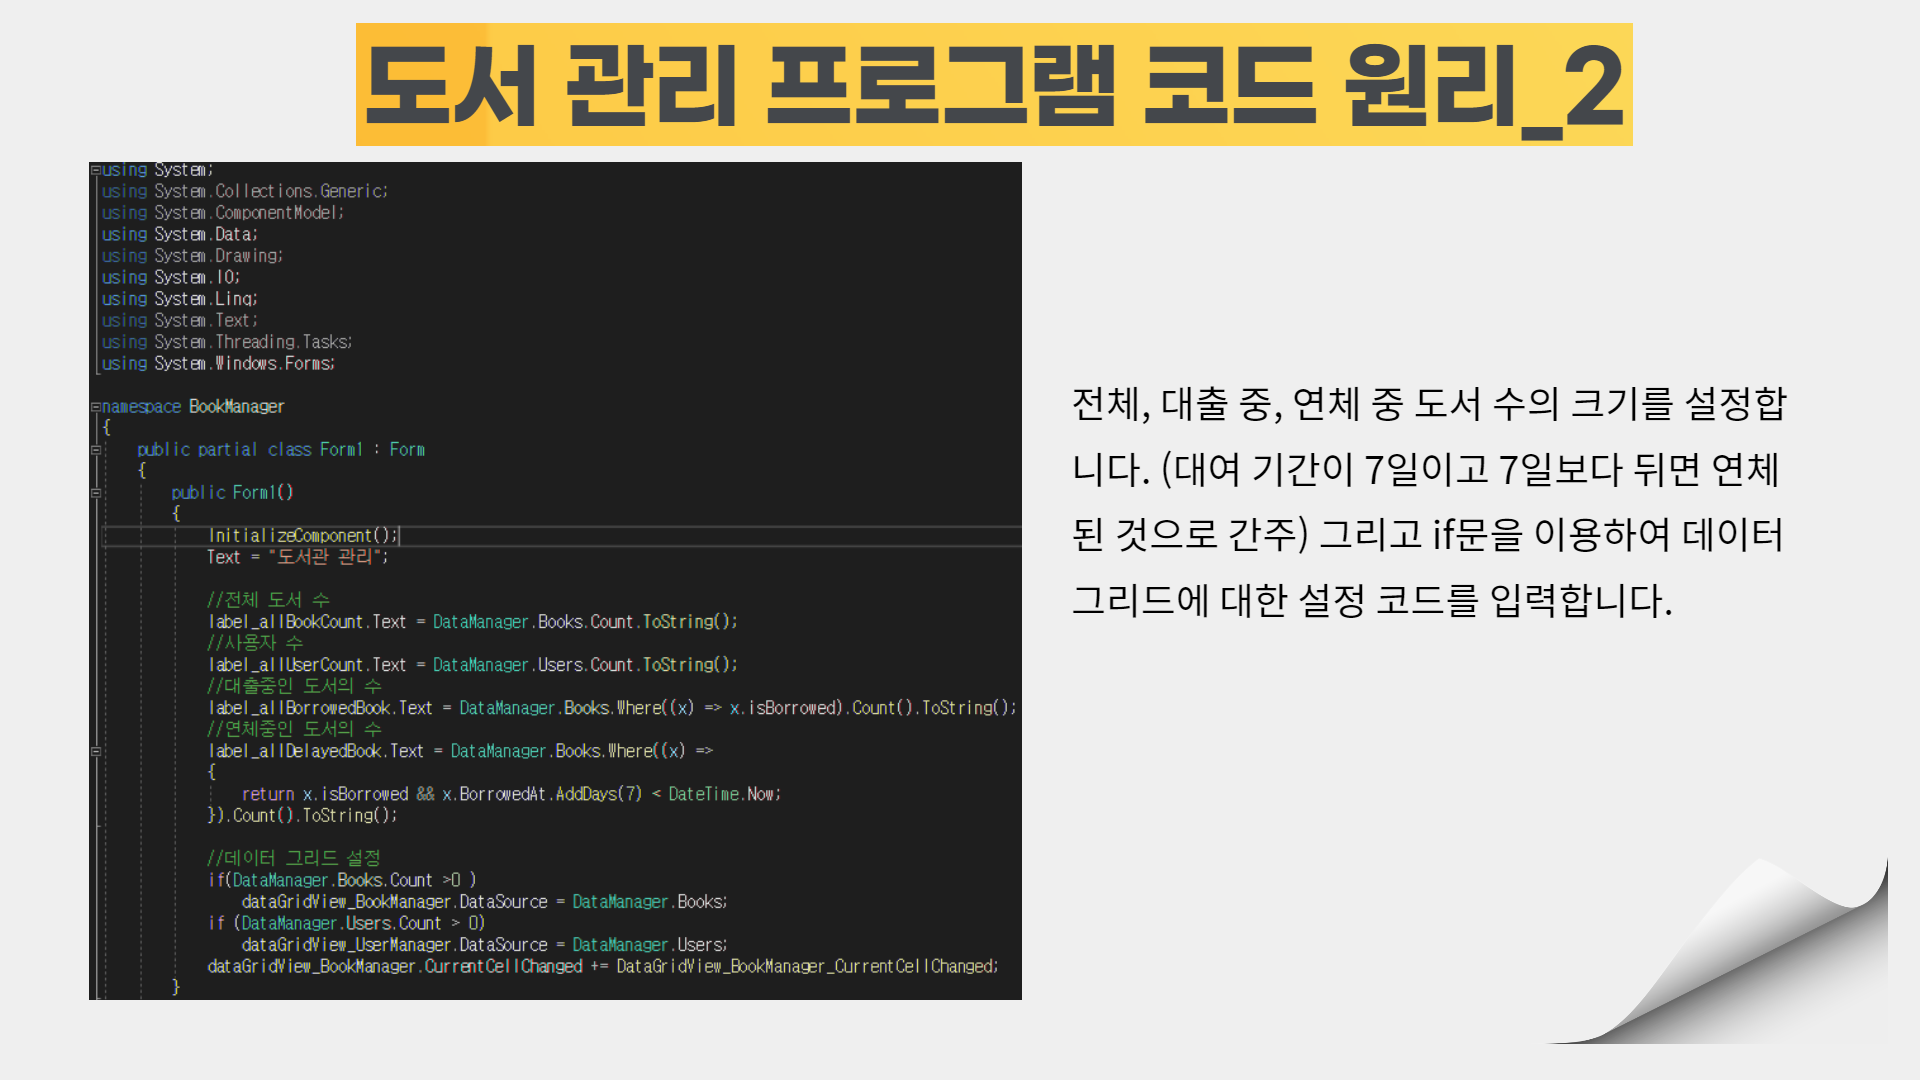 도서 관리 프로그램 코드 원리_2
using System;
using System.Collections.Generic;
using System.ComponentModel;
using System.Data;
using System.Drawing;
using System.IO;
using System.Linq;
using System.Text;
using System.Threading.Tasks;
using System.Windows.Forms;
namespace BookManager
{
public partial class Form1 : Form
{
public Form1()
{
InitializeComponent();
Text = "도서관 관리";
//전체 도서 수
label_allBookCount.Text = DataManager.Books.Count.ToString();
//사용자 수
label_allUserCount.Text = DataManager.Users.Count.ToString();
//대출중인 도서의 수
label_allBorrowedBook.Text = DataManager.Books.Where((x) => x.isBorrowed).Count().ToString();
//연체중인 도서의 수
label_allDelayedBook.Text = DataManager.Books.Where((x) =>
{
return x.isBorrowed && x.BorrowedAt.AddDays(7) < DateTime.Now;
}).Count().ToString();
//데이터 그리드 설정
if(DataManager.Books.Count >0 )
dataGridView_BookManager.DataSource = DataManager.Books;
if (DataManager.Users.Count > 0)
dataGridView_UserManager.DataSource = DataManager.Users;
dataGridView_BookManager.CurrentCellChanged += DataGridView_BookManager_CurrentCellChanged;
}
전체, 대출 중, 연체 중 도서 수의 크기를 설정합
니다. (대여 기간이 7일이고 7일보다 뒤면 연체
된 것으로 간주) 그리고 if문을 이용하여 데이터
그리드에 대한 설정 코드를 입력합니다.